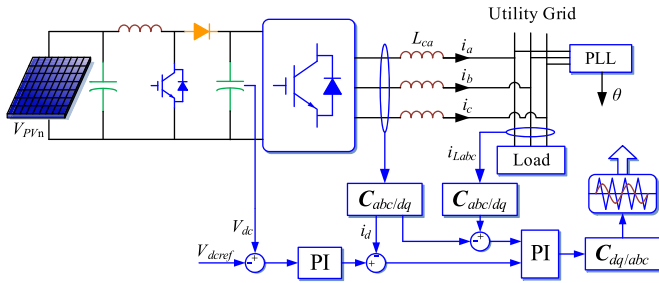 Utility Grid
L_ca
i_a
i_b
i_c
PLL
θ
V_PVn
i_Labc
Load
C_abc/dq
C_abc/dq
V_dc
i_d
V_dcref
- +
PI
+ -
- +
PI
C_dq/abc